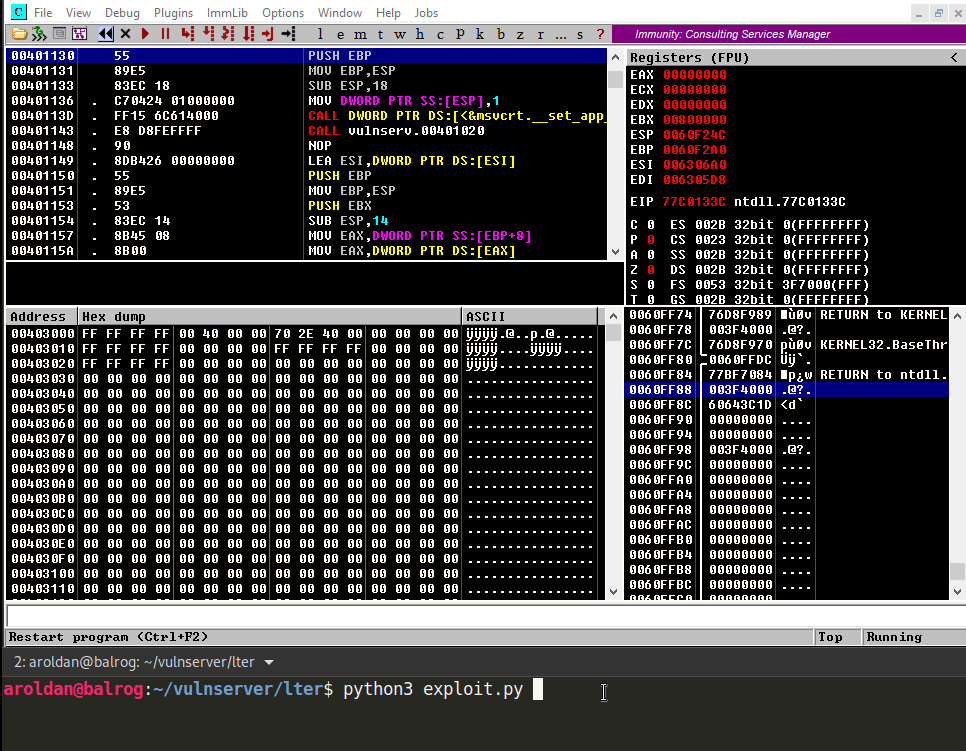 C File View Debug Plugins ImmLib Options Window Help Jobs
l e m t w h c P k b z r ... s ? Immunity: Consulting Services Manager
00401130 55 PUSH EBP
00401131 89E5 MOV EBP,ESP
00401133 83EC 18 SUB ESP,18
00401136 . C70424 01000000 MOV DWORD PTR SS:[ESP],1
0040113D . FF15 6C614000 CALL DWORD PTR DS:[<&msvcrt.__set_app_
00401143 . E8 D8FEFFFF CALL vulnserv.00401020
00401148 . 90 NOP
00401149 . 8DB426 00000000 LEA ESI,DWORD PTR DS:[ESI]
00401150 . 55 PUSH EBP
00401151 . 89E5 MOV EBP,ESP
00401153 . 53 PUSH EBX
00401154 . 83EC 14 SUB ESP,14
00401157 . 8B45 08 MOV EAX,DWORD PTR SS:[EBP+8]
0040115A . 8B00 MOV EAX,DWORD PTR DS:[EAX]
Registers (FPU) <
EAX 00000000
ECX 00000000
EDX 00000000
EBX 00800000
ESP 0060F24C
EBP 0060F2A0
ESI 006306A0
EDI 006305D8
EIP 77C0133C ntdll.77C0133C
C 0 ES 002B 32bit 0(FFFFFFFF)
P 0 CS 0023 32bit 0(FFFFFFFF)
A 0 SS 002B 32bit 0(FFFFFFFF)
Z 0 DS 002B 32bit 0(FFFFFFFF)
S 0 FS 0053 32bit 3F7000(FFF)
T 0 GS 002B 32bit 0(FFFFFFFF)
Address Hex dump ASCII
00403000 FF FF FF FF 00 40 00 00 70 2E 40 00 00 00 00 00 ÿÿÿÿ.@..p.@.....
00403010 FF FF FF FF 00 00 00 00 FF FF FF FF 00 00 00 00 ÿÿÿÿ....ÿÿÿÿ....
00403020 FF FF FF FF 00 00 00 00 00 00 00 00 00 00 00 00 ÿÿÿÿ............
00403030 00 00 00 00 00 00 00 00 00 00 00 00 00 00 00 00 ................
00403040 00 00 00 00 00 00 00 00 00 00 00 00 00 00 00 00 ................
00403050 00 00 00 00 00 00 00 00 00 00 00 00 00 00 00 00 ................
00403060 00 00 00 00 00 00 00 00 00 00 00 00 00 00 00 00 ................
00403070 00 00 00 00 00 00 00 00 00 00 00 00 00 00 00 00 ................
00403080 00 00 00 00 00 00 00 00 00 00 00 00 00 00 00 00 ................
00403090 00 00 00 00 00 00 00 00 00 00 00 00 00 00 00 00 ................
004030A0 00 00 00 00 00 00 00 00 00 00 00 00 00 00 00 00 ................
004030B0 00 00 00 00 00 00 00 00 00 00 00 00 00 00 00 00 ................
004030C0 00 00 00 00 00 00 00 00 00 00 00 00 00 00 00 00 ................
004030D0 00 00 00 00 00 00 00 00 00 00 00 00 00 00 00 00 ................
004030E0 00 00 00 00 00 00 00 00 00 00 00 00 00 00 00 00 ................
004030F0 00 00 00 00 00 00 00 00 00 00 00 00 00 00 00 00 ................
00403100 00 00 00 00 00 00 00 00 00 00 00 00 00 00 00 00 ................
00403110 00 00 00 00 00 00 00 00 00 00 00 00 00 00 00 00 ................
0060FF74 76D8F989 ùØv RETURN to KERNEL
0060FF78 003F4000 .@?.
0060FF7C 76D8F970 pùØv KERNEL32.BaseThr
0060FF80 0060FFDC Üÿ`.
0060FF84 77BF7084 p¿w RETURN to ntdll.
0060FF88 003F4000 .@?.
0060FF8C 60643C1D <d`
0060FF90 00000000 ....
0060FF94 00000000 ....
0060FF98 003F4000 .@?.
0060FF9C 00000000 ....
0060FFA0 00000000 ....
0060FFA4 00000000 ....
0060FFA8 00000000 ....
0060FFAC 00000000 ....
0060FFB0 00000000 ....
0060FFB4 00000000 ....
0060FFB8 00000000 ....
0060FFBC 00000000 ....
0060FFC0 00000000 ....
Restart program (Ctrl+F2) Top Running
2: aroldan@balrog: ~/vulnserver/lter
aroldan@balrog:~/vulnserver/lter$ python3 exploit.py